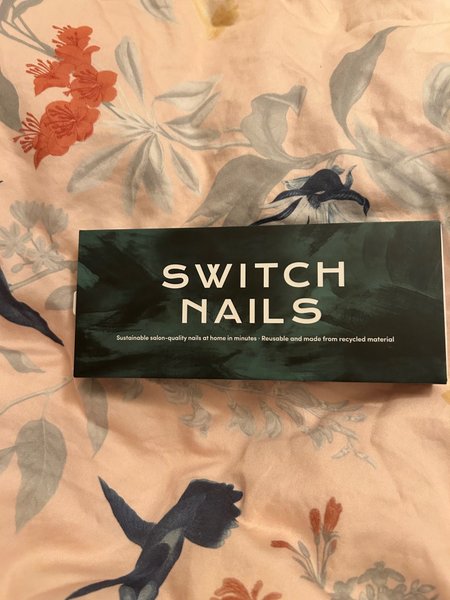 SWITCH
NAILS
Sustainable salon-quality nails at home in minutes · Reusable and made from recycled material